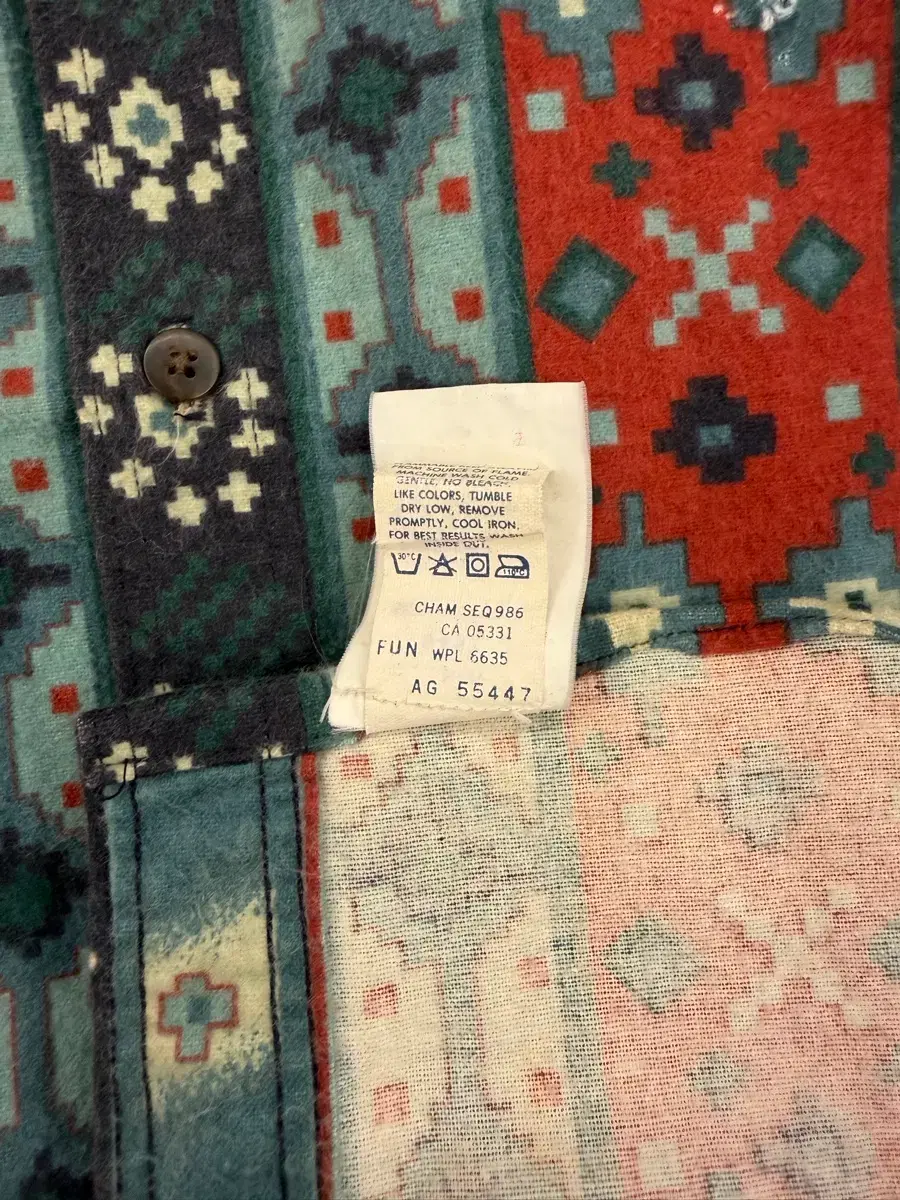 FROM SOURCE OF FLAME
MACHINE WASH COLD
GENTLE, NO BLEACH
LIKE COLORS, TUMBLE
DRY LOW, REMOVE
PROMPTLY, COOL IRON.
FOR BEST RESULTS WASH
INSIDE OUT.
30°C 110°C
CHAM SEQ986
CA 05331
FUN WPL 6635
AG 55447